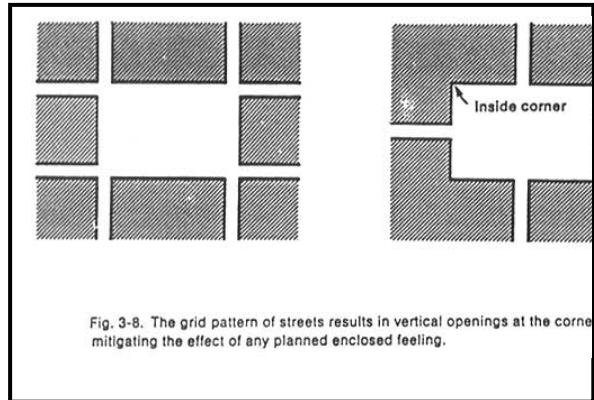 Inside corner
Fig. 3-8. The grid pattern of streets results in vertical openings at the corne
mitigating the effect of any planned enclosed feeling.